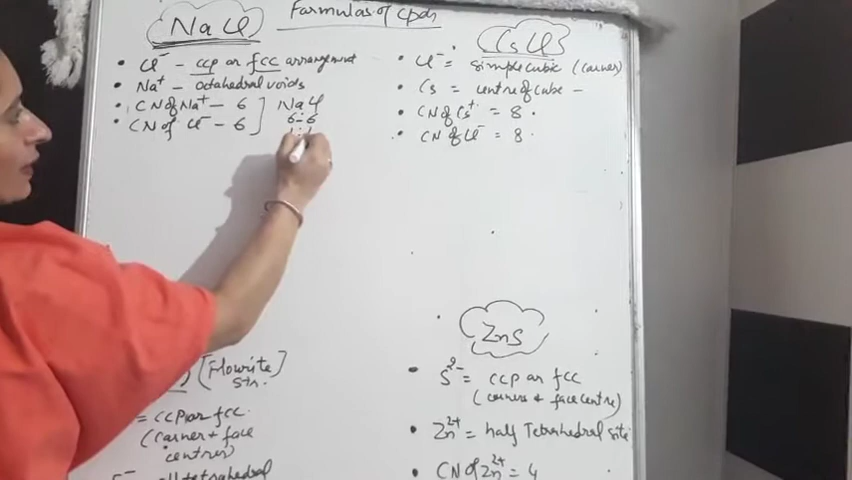 Formulas of cpds
NaCl
• Cl⁻ - ccp or fcc arrangement
• Na⁺ - octahedral voids
• CN of Na⁺ - 6
• CN of Cl⁻ - 6
NaCl
6:6
CsCl
• Cl⁻ = simple cubic (corner)
• Cs = centre of cube -
• CN of Cs⁺ = 8
• CN of Cl⁻ = 8
[Flourite
Str.]
= CCP or fcc
(corner + face
centres)
tetrahedral
ZnS
• S²⁻ = CCP or fcc
(corners + face centre)
• Zn²⁺ = half Tetrahedral site
• CN of Zn²⁺ = 4